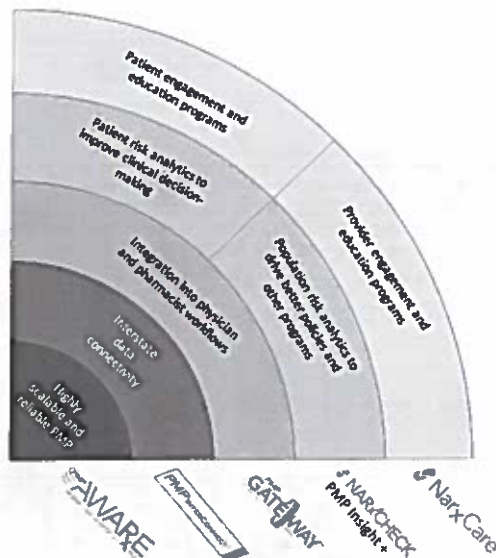 Patient engagement and
education programs
Patient risk analytics to
improve clinical decision-
making
Provider engagement and
education programs
Integration into physician
and pharmacist workflows
Population risk analytics to
drive better policies and
other programs
Interstate
data
connectivity
Highly
scalable and
reliable PMP
AWARE
PMP
GATEWAY
NARXCHECK
PMP Insight +
NarxCare